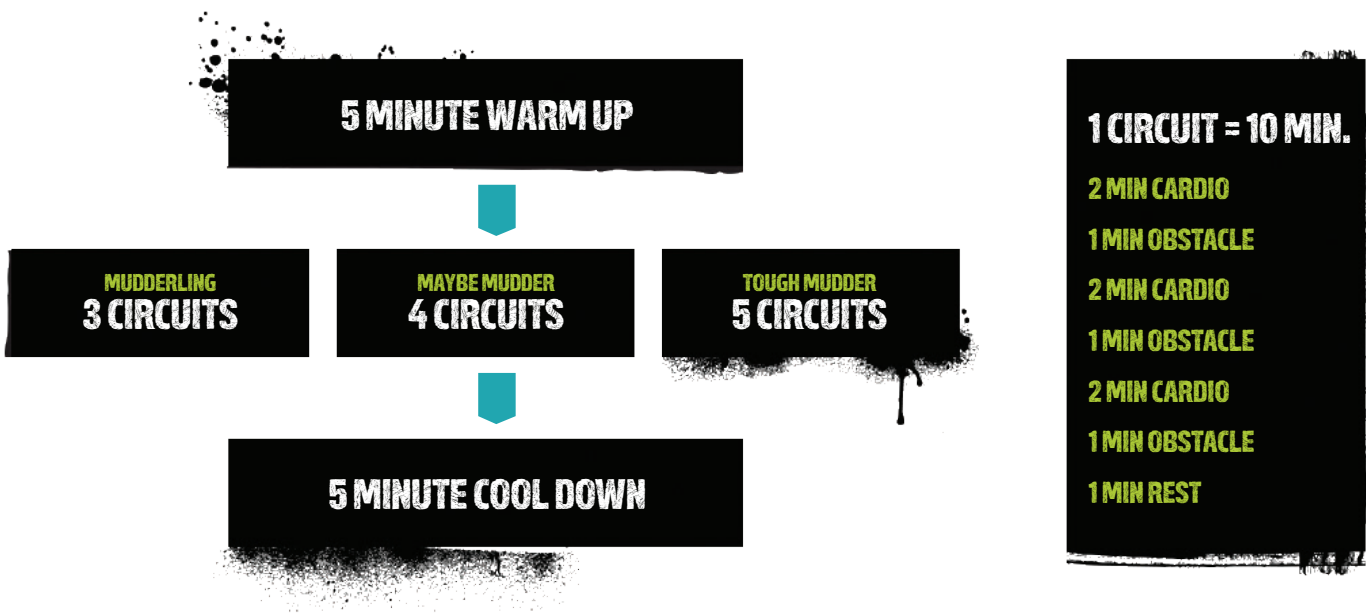 5 MINUTE WARM UP
MUDDERLING
3 CIRCUITS
MAYBE MUDDER
4 CIRCUITS
TOUGH MUDDER
5 CIRCUITS
5 MINUTE COOL DOWN
1 CIRCUIT = 10 MIN.
2 MIN CARDIO
1 MIN OBSTACLE
2 MIN CARDIO
1 MIN OBSTACLE
2 MIN CARDIO
1 MIN OBSTACLE
1 MIN REST